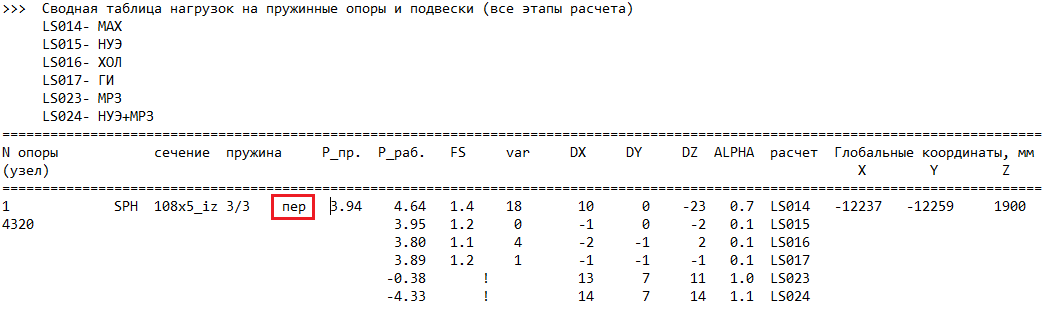 >>>  Сводная таблица нагрузок на пружинные опоры и подвески (все этапы расчета)
     LS014- MAX
     LS015- НУЭ
     LS016- ХОЛ
     LS017- ГИ
     LS023- МРЗ
     LS024- НУЭ+МРЗ
==================================================================================================================================
N опоры            сечение  пружина     P_пр.  P_раб.   FS     var     DX     DY     DZ  ALPHA  расчет  Глобальные координаты, мм
(узел)                                                                                                     X        Y        Z
==================================================================================================================================
1             SPH  108x5_iz 3/3    пер   3.94    4.64   1.4    18       10      0    -23  0.7  LS014  -12237   -12259     1900
4320                                             3.95   1.2     0       -1      0     -2  0.1  LS015
                                                 3.80   1.1     4       -2     -1      2  0.1  LS016
                                                 3.89   1.2     1       -1     -1     -1  0.1  LS017
                                                -0.38        !          13      7     11  1.0  LS023
                                                -4.33        !          14      7     14  1.1  LS024